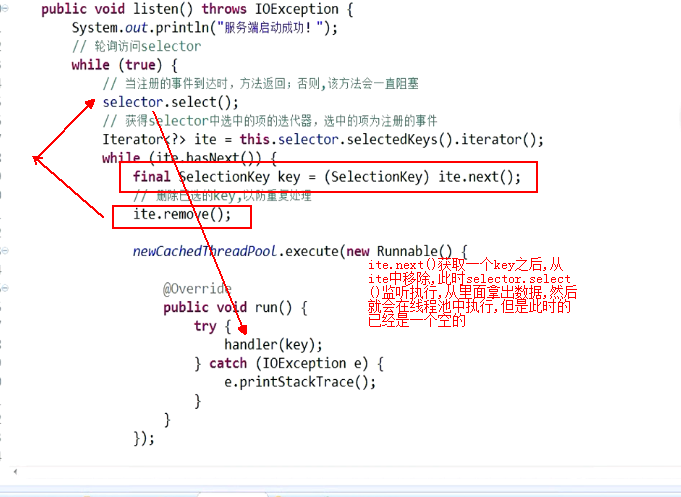 public void listen() throws IOException {
System.out.println("服务端启动成功！");
// 轮询访问selector
while (true) {
// 当注册的事件到达时，方法返回；否则,该方法会一直阻塞
selector.select();
// 获得selector中选中的项的迭代器，选中的项为注册的事件
Iterator<?> ite = this.selector.selectedKeys().iterator();
while (ite.hasNext()) {
final SelectionKey key = (SelectionKey) ite.next();
// 删除已选的key,以防重复处理
ite.remove();
newCachedThreadPool.execute(new Runnable() {
ite.next()获取一个key之后,从
ite中移除,此时selector.select
()监听执行,从里面拿出数据,然后
就会在线程池中执行,但是此时的
已经是一个空的
@Override
public void run() {
try {
handler(key);
} catch (IOException e) {
e.printStackTrace();
}
}
});